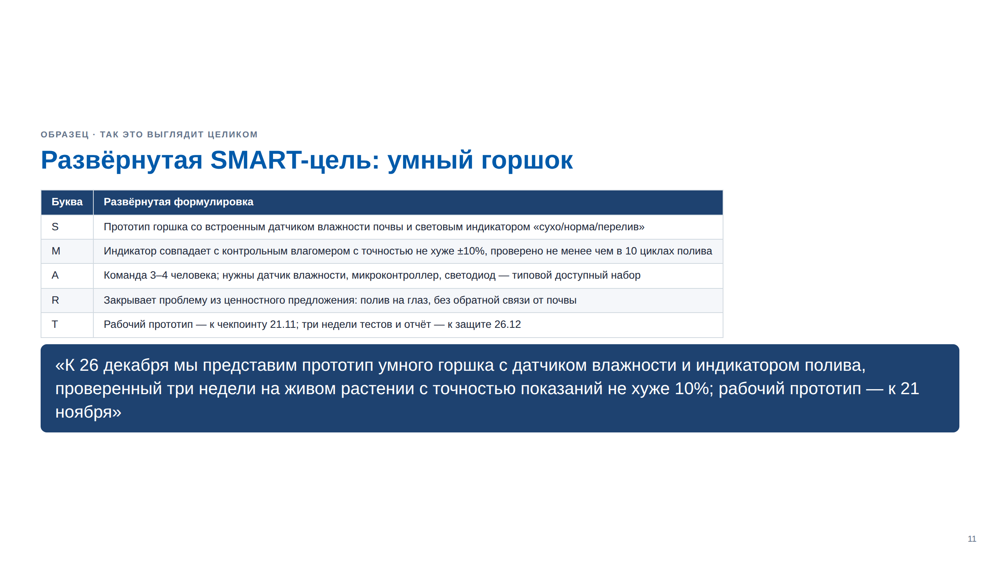 ОБРАЗЕЦ · ТАК ЭТО ВЫГЛЯДИТ ЦЕЛИКОМ
Развёрнутая SMART-цель: умный горшок
Буква Развёрнутая формулировка
S Прототип горшка со встроенным датчиком влажности почвы и световым индикатором «сухо/норма/перелив»
M Индикатор совпадает с контрольным влагомером с точностью не хуже ±10%, проверено не менее чем в 10 циклах полива
A Команда 3–4 человека; нужны датчик влажности, микроконтроллер, светодиод — типовой доступный набор
R Закрывает проблему из ценностного предложения: полив на глаз, без обратной связи от почвы
T Рабочий прототип — к чекпоинту 21.11; три недели тестов и отчёт — к защите 26.12
«К 26 декабря мы представим прототип умного горшка с датчиком влажности и индикатором полива,
проверенный три недели на живом растении с точностью показаний не хуже 10%; рабочий прототип — к 21
ноября»
11